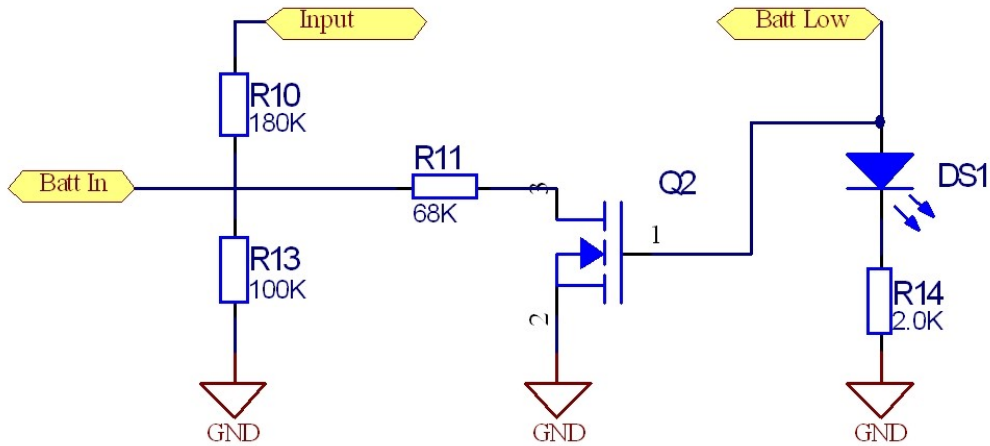 Input
Batt Low
R10
180K
Batt In
R11
68K
3
Q2
1
DS1
R13
100K
2
R14
2.0K
GND
GND
GND